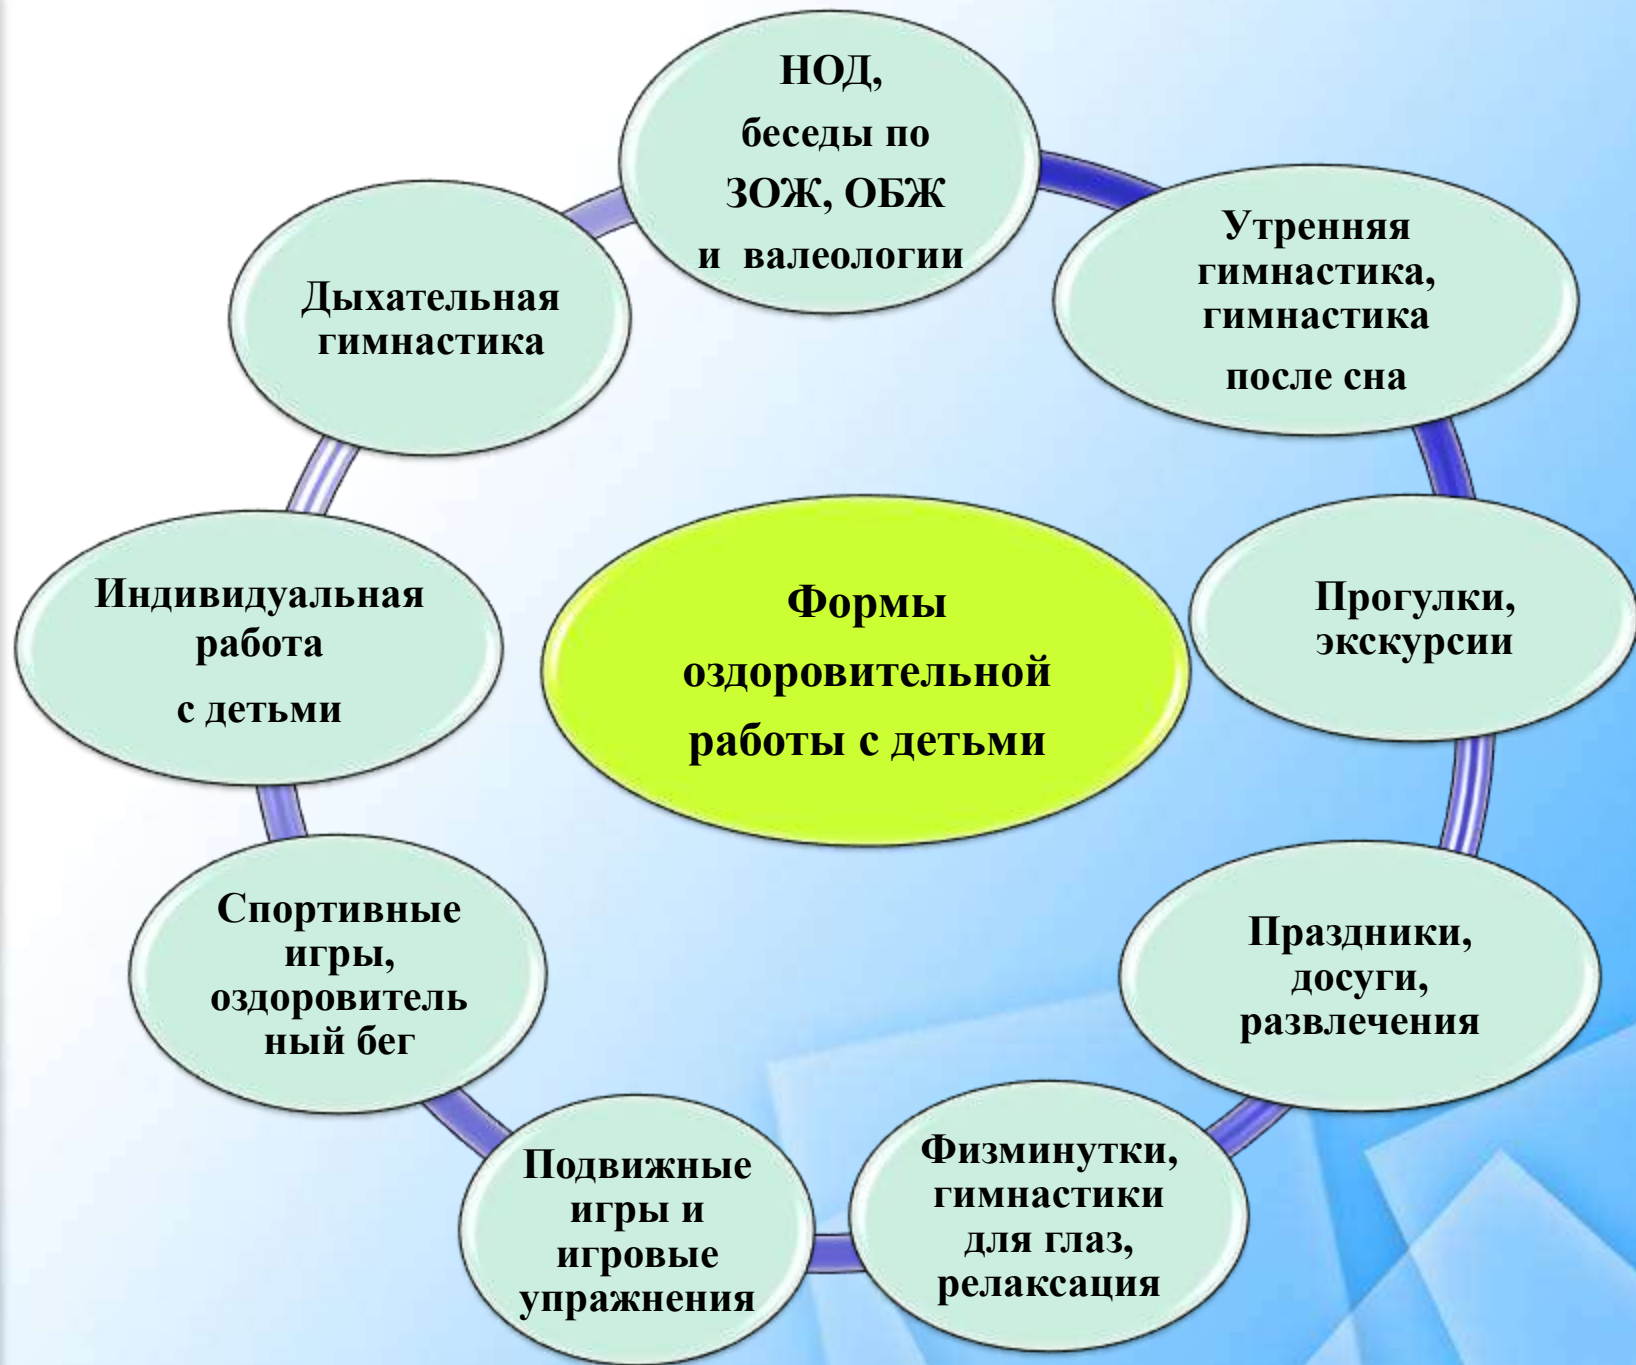 НОД,
беседы по
ЗОЖ, ОБЖ
и валеологии
Утренняя
гимнастика,
гимнастика
после сна
Прогулки,
экскурсии
Праздники,
досуги,
развлечения
Физминутки,
гимнастики
для глаз,
релаксация
Подвижные
игры и
игровые
упражнения
Спортивные
игры,
оздоровитель
ный бег
Индивидуальная
работа
с детьми
Дыхательная
гимнастика
Формы
оздоровительной
работы с детьми